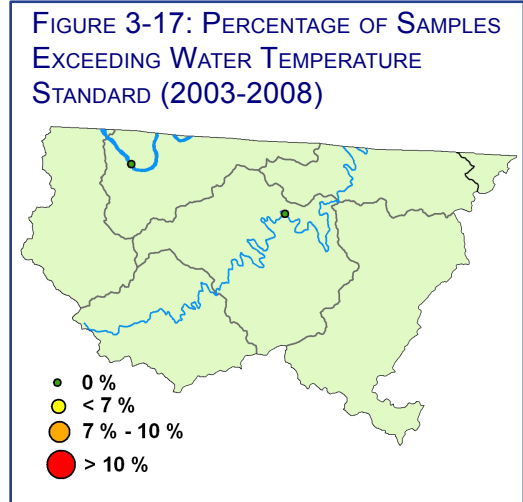 FIGURE 3-17: PERCENTAGE OF SAMPLES
EXCEEDING WATER TEMPERATURE
STANDARD (2003-2008)
0 %
< 7 %
7 % - 10 %
> 10 %